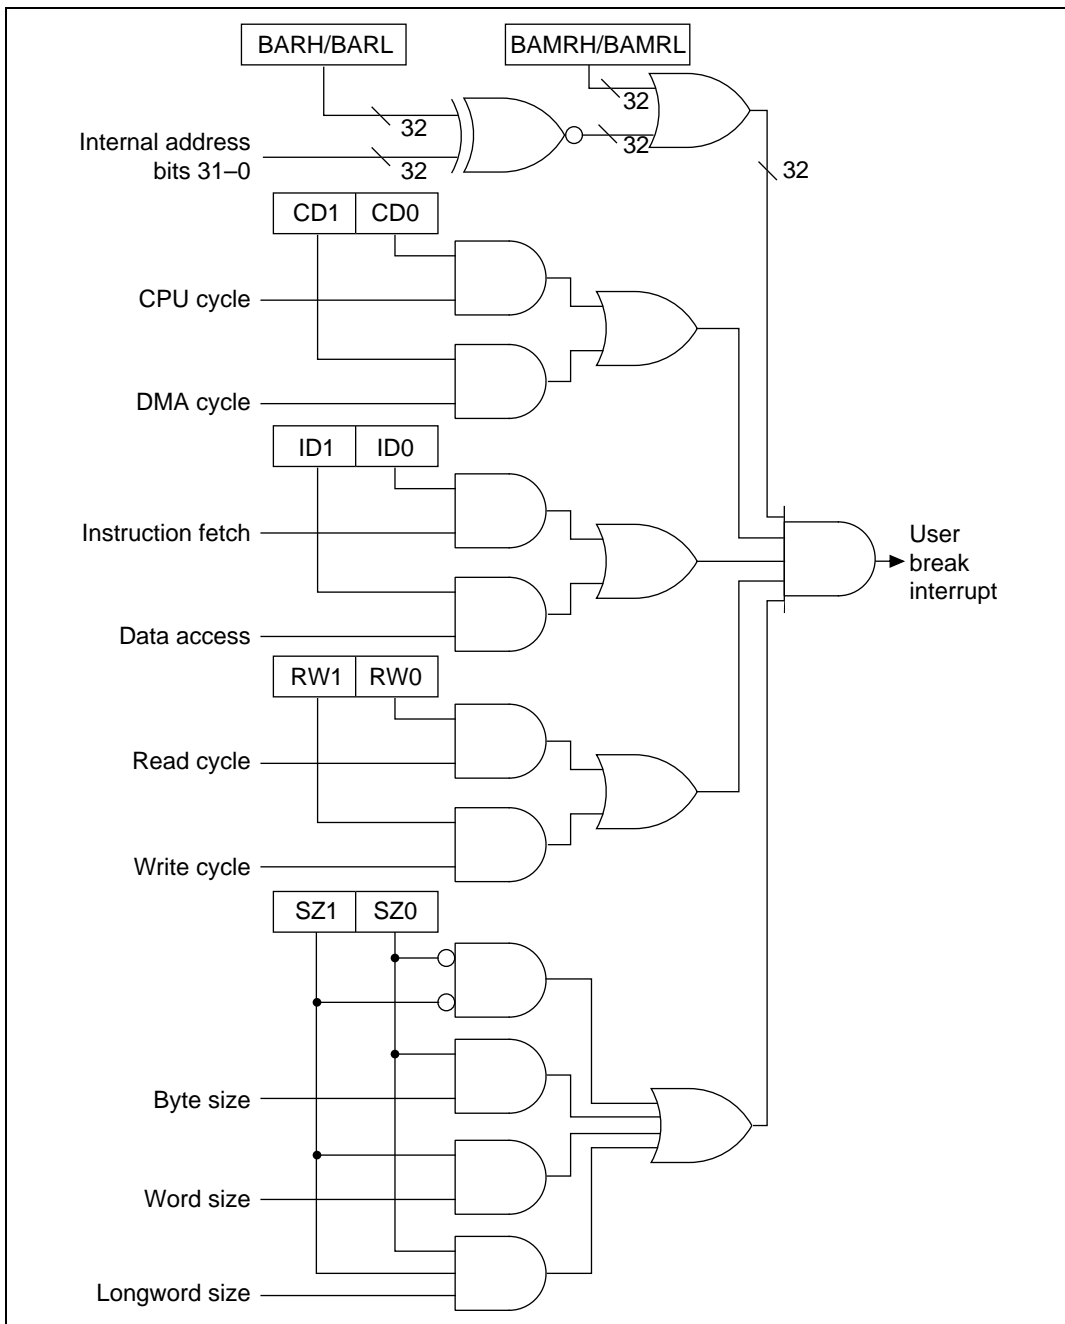 BARH/BARL
BAMRH/BAMRL
32
32
Internal address
bits 31–0
32
32
32
CD1 CD0
CPU cycle
DMA cycle
ID1 ID0
Instruction fetch
User
break
interrupt
Data access
RW1 RW0
Read cycle
Write cycle
SZ1 SZ0
Byte size
Word size
Longword size